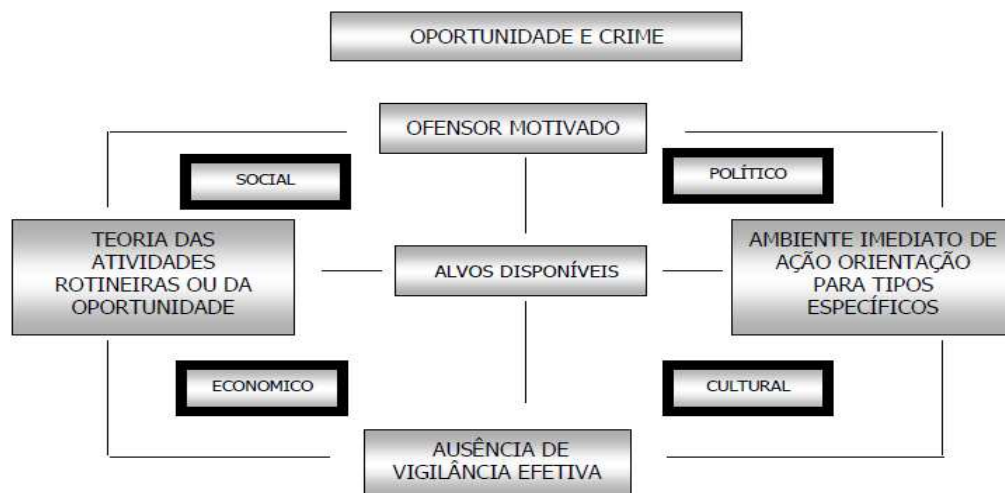 OPORTUNIDADE E CRIME
OFENSOR MOTIVADO
SOCIAL
POLÍTICO
TEORIA DAS
ATIVIDADES
ROTINEIRAS OU DA
OPORTUNIDADE
ALVOS DISPONÍVEIS
AMBIENTE IMEDIATO DE
AÇÃO ORIENTAÇÃO
PARA TIPOS
ESPECÍFICOS
ECONOMICO
CULTURAL
AUSÊNCIA DE
VIGILÂNCIA EFETIVA